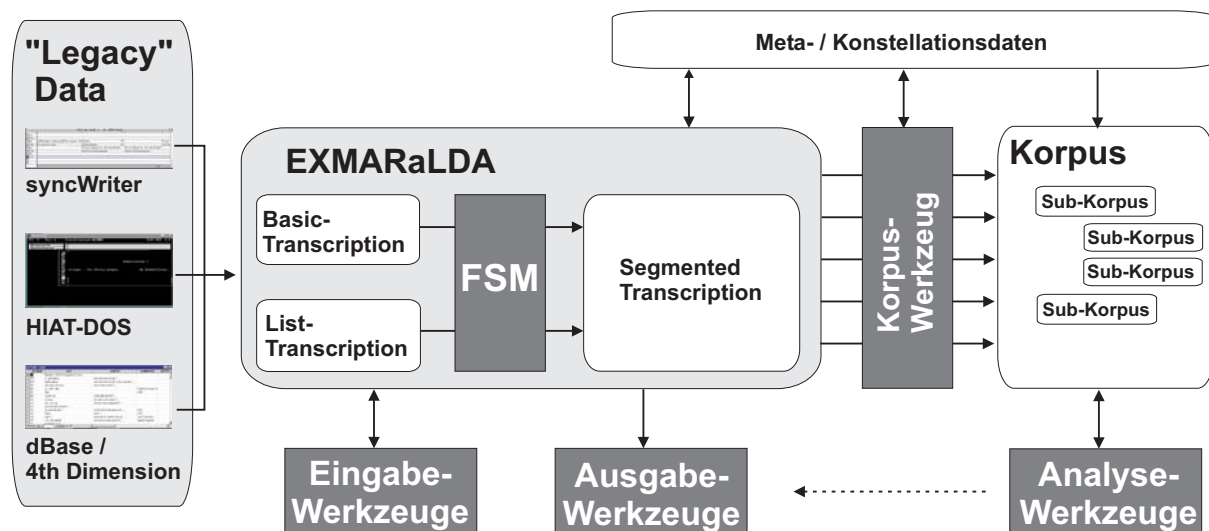 "Legacy"
Data
syncWriter
HIAT-DOS
dBase /
4th Dimension
Meta- / Konstellationsdaten
EXMARaLDA
Basic-
Transcription
List-
Transcription
FSM
Segmented
Transcription
Korpus-
Werkzeug
Korpus
Sub-Korpus
Sub-Korpus
Sub-Korpus
Sub-Korpus
Eingabe-
Werkzeuge
Ausgabe-
Werkzeuge
Analyse-
Werkzeuge